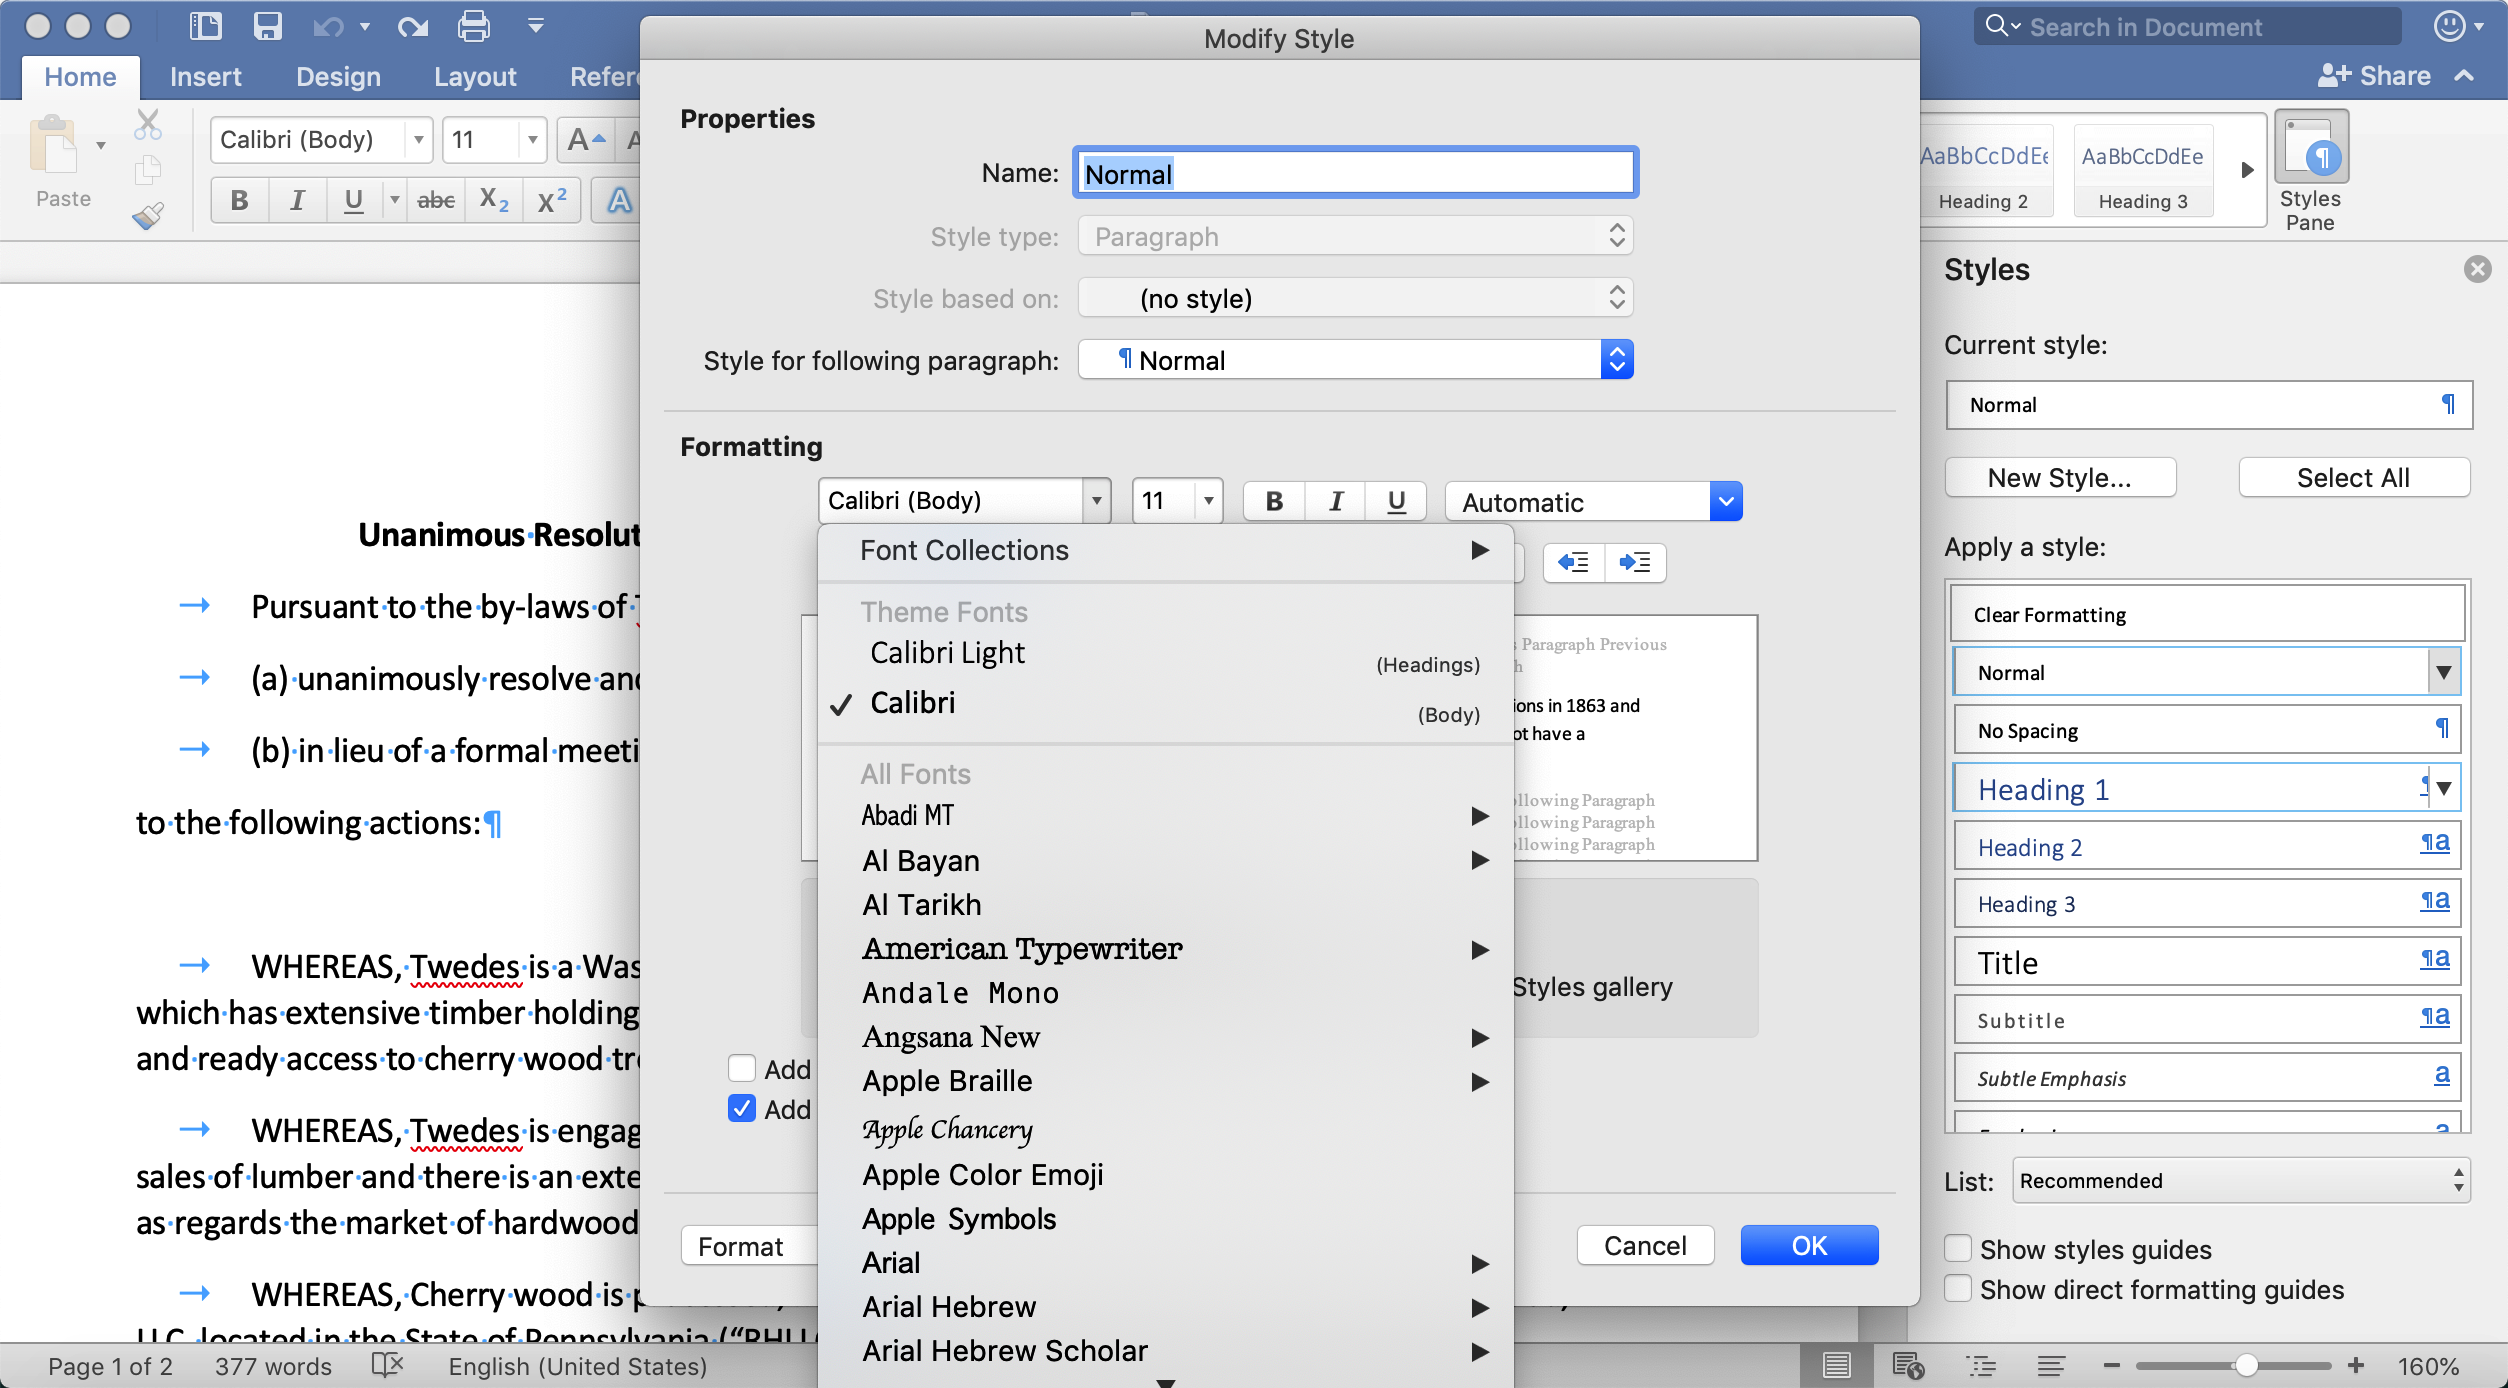 Modify Style
Search in Document
Home
Insert
Design
Layout
Refer
Share
Paste
Calibri (Body)
11
A
B I U abc X2 X2 A
AaBbCcDdEe
Heading 2
AaBbCcDdEe
Heading 3
Styles
Pane
Properties
Name: Normal
Style type: Paragraph
Style based on: (no style)
Style for following paragraph: ¶ Normal
Formatting
Calibri (Body) 11 B I U Automatic
Font Collections
Theme Fonts
Calibri Light (Headings)
✓ Calibri (Body)
All Fonts
Abadi MT
Al Bayan
Al Tarikh
American Typewriter
Andale Mono
Angsana New
Apple Braille
Apple Chancery
Apple Color Emoji
Apple Symbols
Arial
Arial Hebrew
Arial Hebrew Scholar
Paragraph Previous
ions in 1863 and
ot have a
llowing Paragraph
llowing Paragraph
llowing Paragraph
Styles gallery
Add
Add
Format
Cancel
OK
Unanimous·Resolut
→ Pursuant·to·the·by-laws·of·
→ (a)·unanimously·resolve·and
→ (b)·in·lieu·of·a·formal·meeti
to·the·following·actions:¶
→ WHEREAS,·Twedes·is·a·Was
which·has·extensive·timber·holding
and·ready·access·to·cherry·wood·tre
→ WHEREAS,·Twedes·is·engag
sales·of·lumber·and·there·is·an·exte
as·regards·the·market·of·hardwood
→ WHEREAS,·Cherry·wood·is·p
LLC,·located·in·the·State·of·Pennsylvania·(“RHLL
Styles
Current style:
Normal ¶
New Style...
Select All
Apply a style:
Clear Formatting
Normal
No Spacing ¶
Heading 1
Heading 2 ¶a
Heading 3 ¶a
Title ¶a
Subtitle ¶a
Subtle Emphasis a
List: Recommended
Show styles guides
Show direct formatting guides
Page 1 of 2
377 words
English (United States)
160%